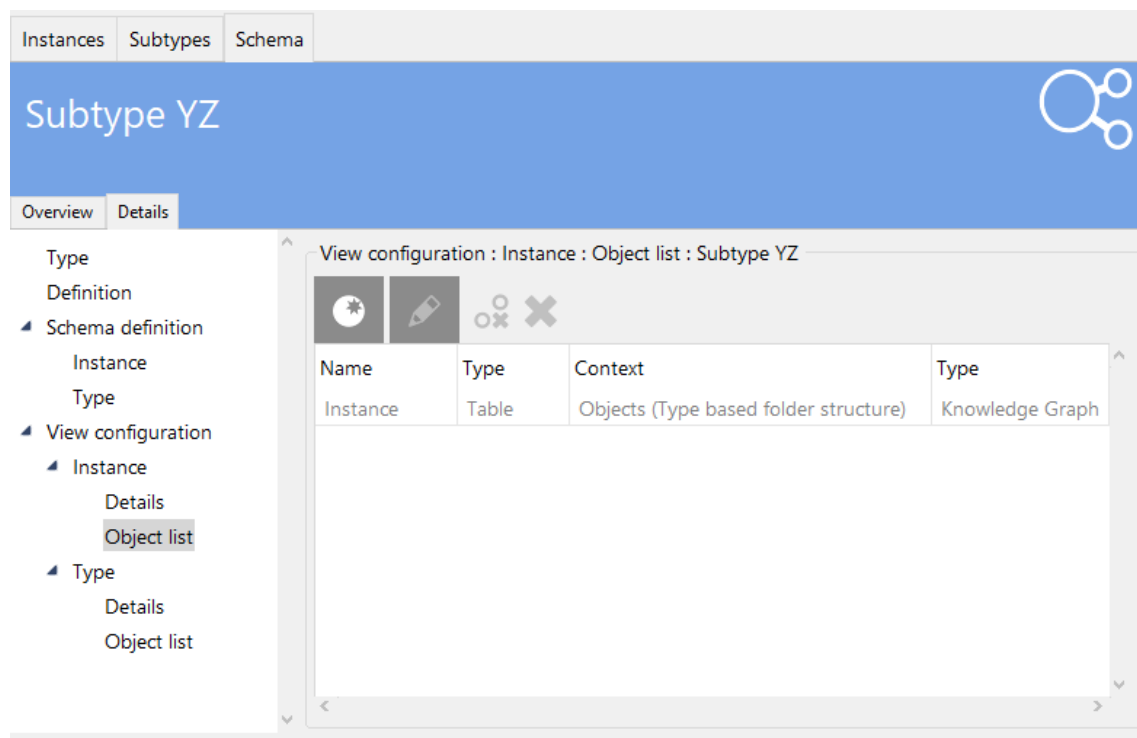 Instances Subtypes Schema
Subtype YZ
Overview Details
Type
Definition
Schema definition
Instance
Type
View configuration
Instance
Details
Object list
Type
Details
Object list
View configuration : Instance : Object list : Subtype YZ
Name Type Context Type
Instance Table Objects (Type based folder structure) Knowledge Graph